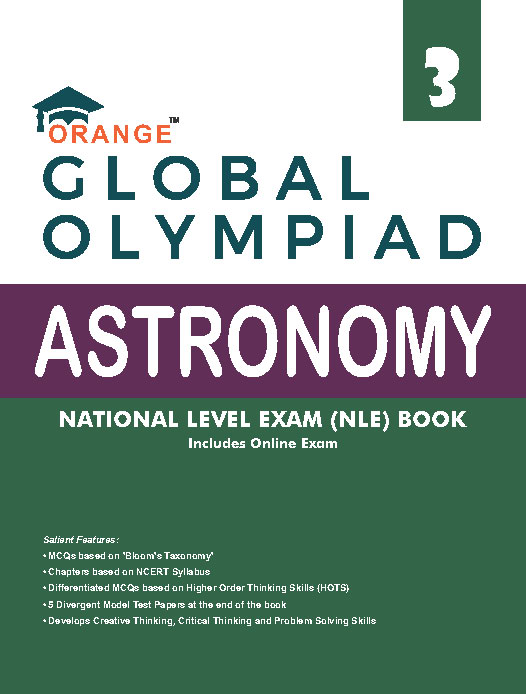 3
ORANGE™
GLOBAL
OLYMPIAD
ASTRONOMY
NATIONAL LEVEL EXAM (NLE) BOOK
Includes Online Exam
Salient Features:
• MCQs based on 'Bloom's Taxonomy'
• Chapters based on NCERT Syllabus
• Differentiated MCQs based on Higher Order Thinking Skills (HOTS)
• 5 Divergent Model Test Papers at the end of the book
• Develops Creative Thinking, Critical Thinking and Problem Solving Skills